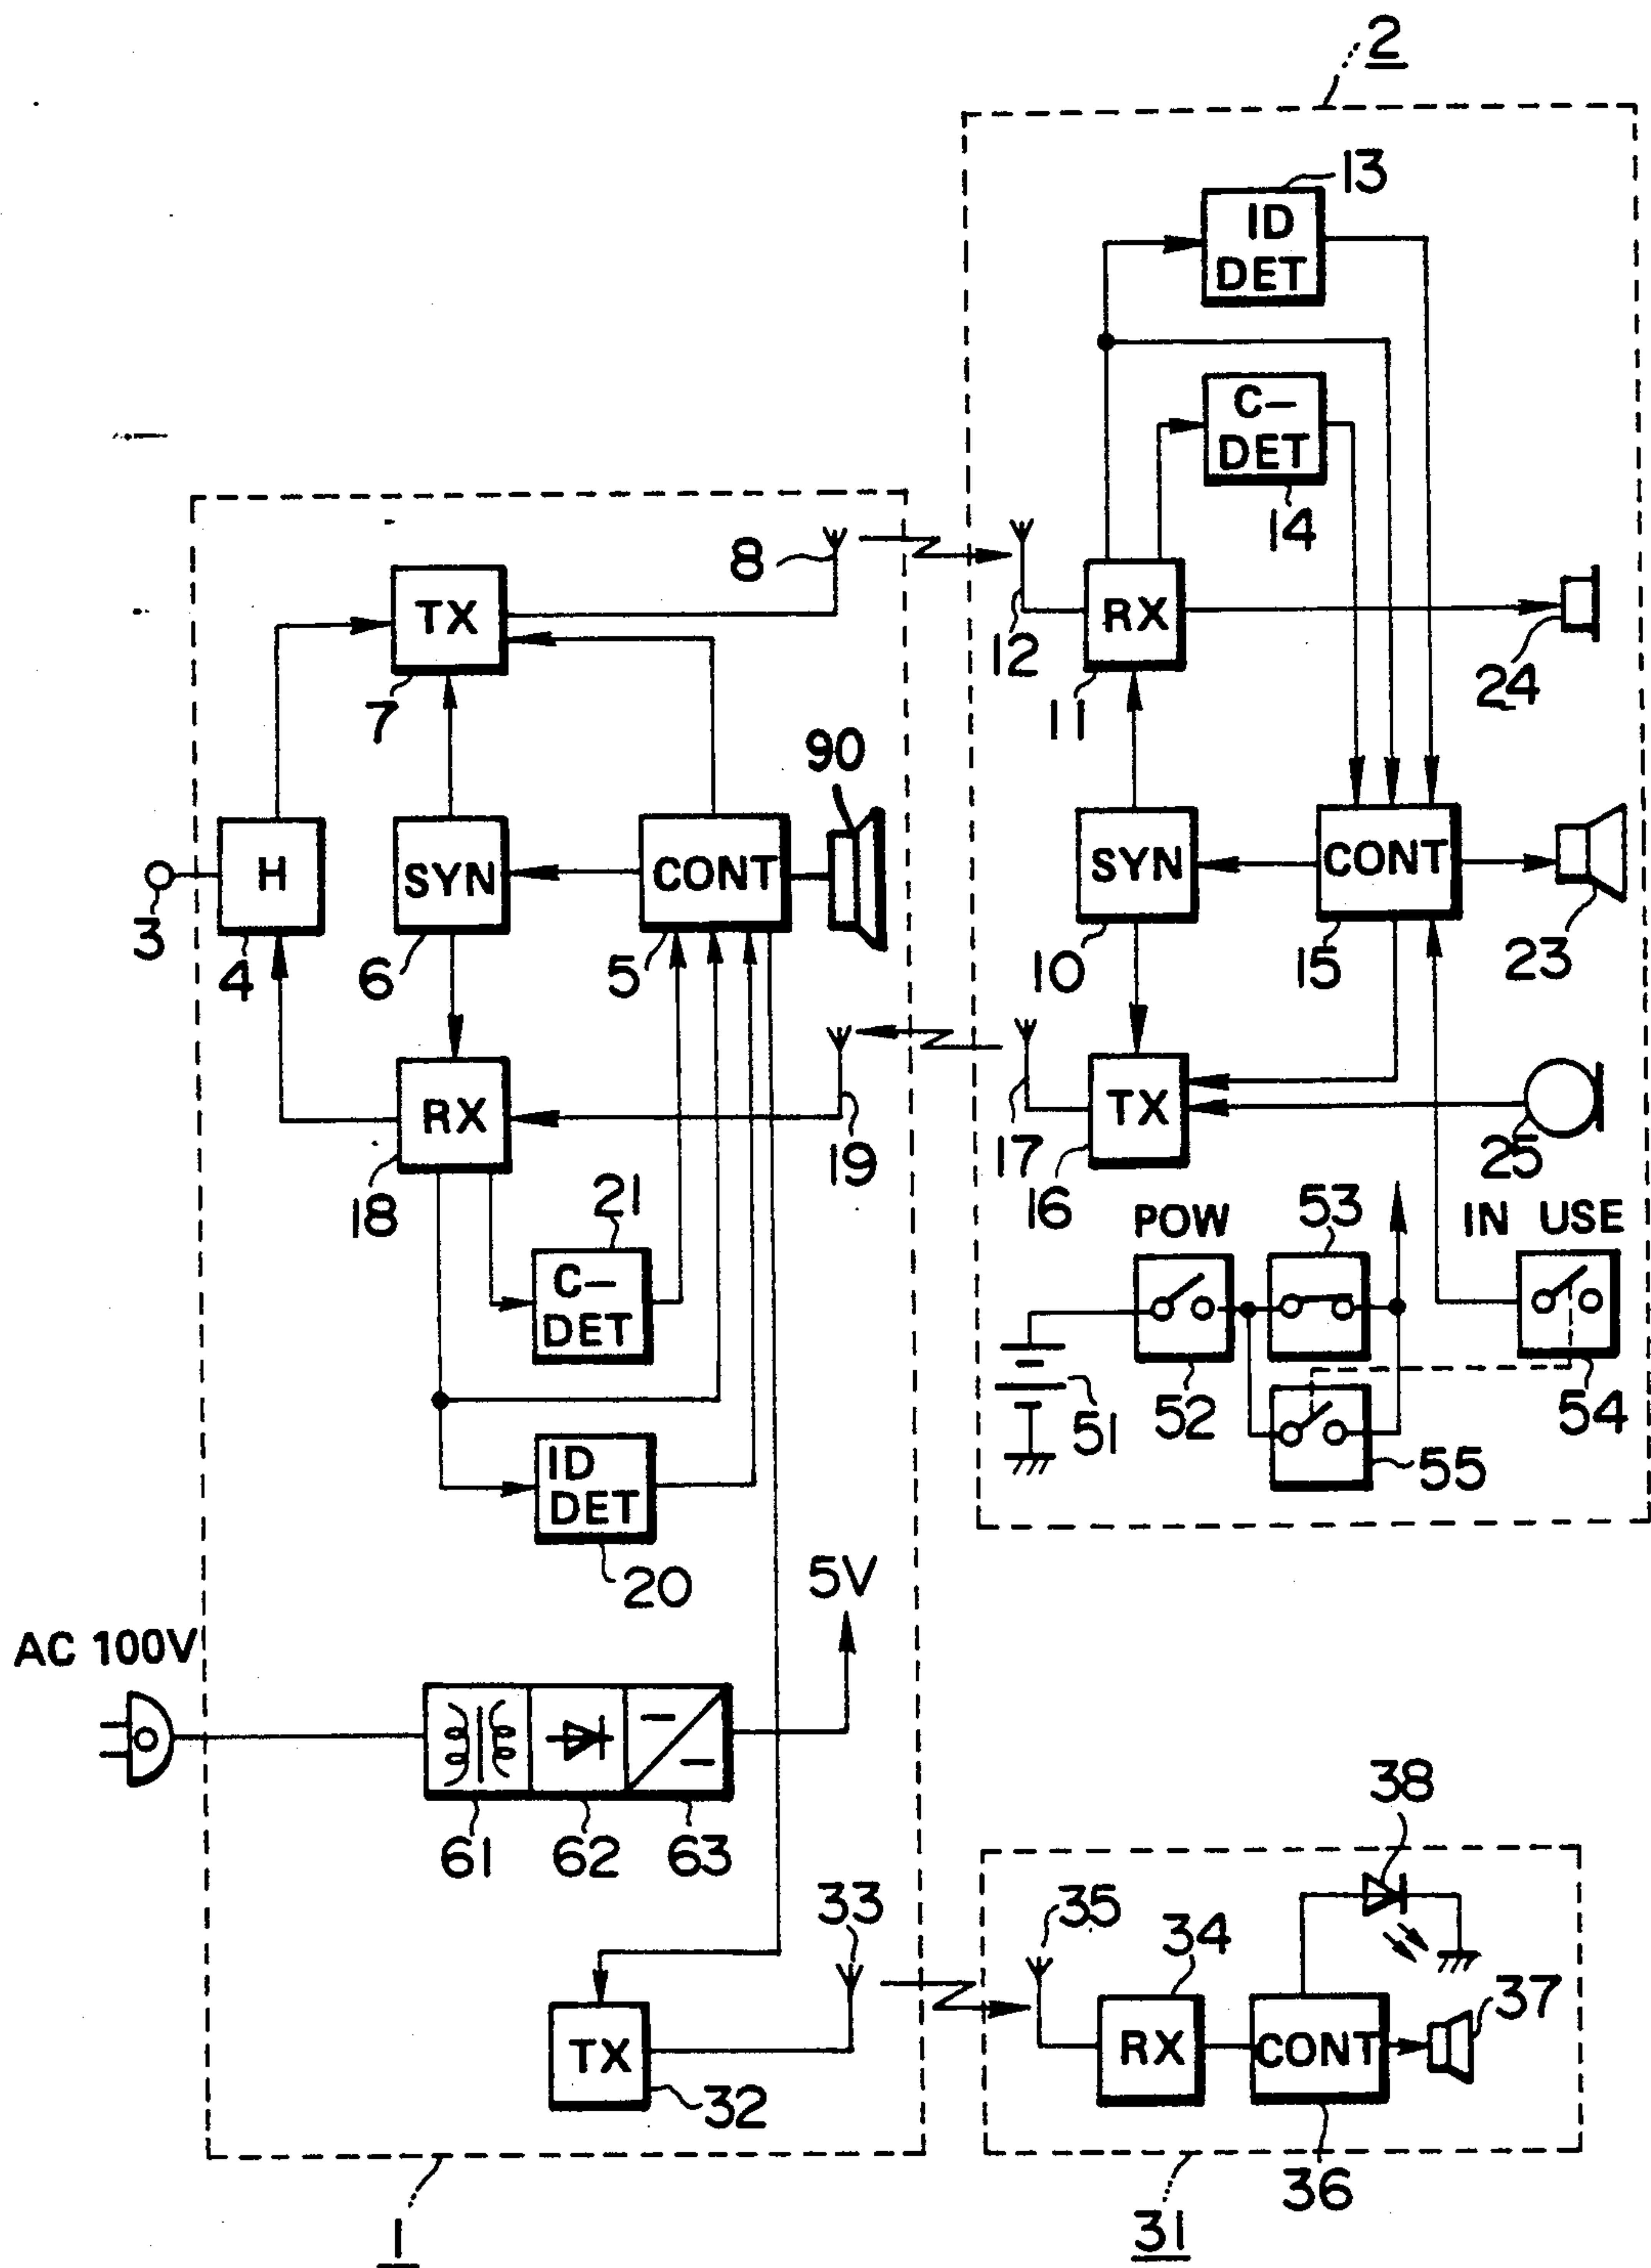 2
13
ID
DET
C–
DET
14
8
TX
7
12
RX
11
24
90
H
SYN
CONT
3
4
6
5
SYN
CONT
10
15
23
RX
18
19
17
TX
16
25
21
C–
DET
POW
53
IN USE
51
52
54
55
ID
DET
20
5V
AC 100V
61
62
63
38
33
35
34
37
TX
32
RX
CONT
36
1
31